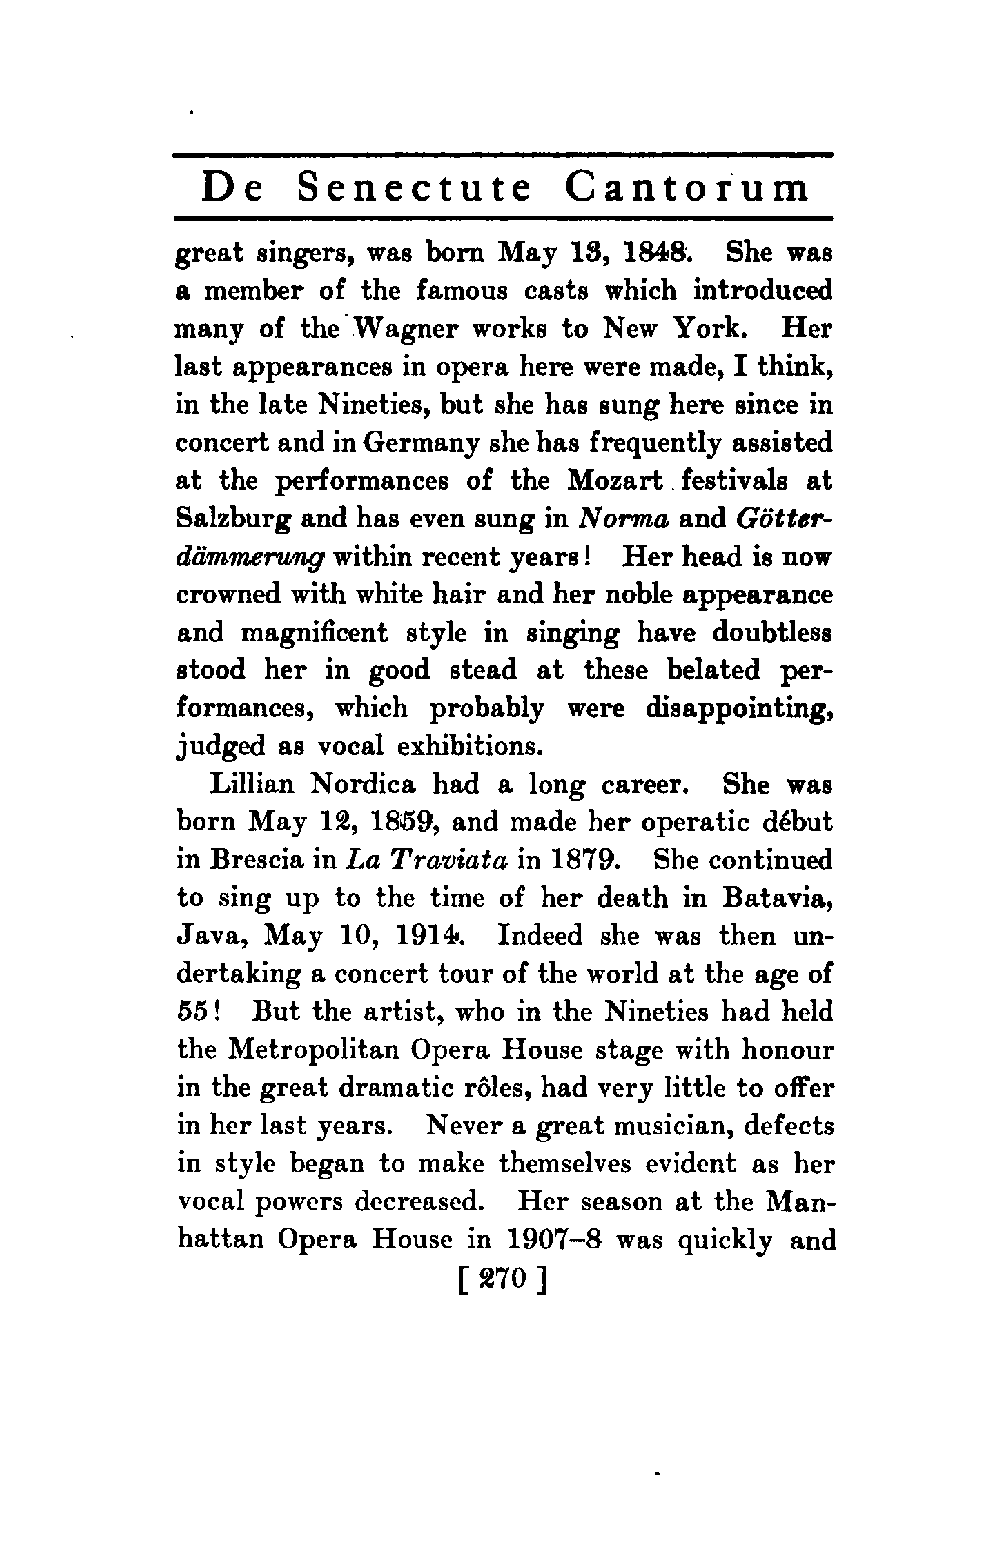 De Senectute Cantorum
great singers, was born May 13, 1848. She was
a member of the famous casts which introduced
many of the Wagner works to New York. Her
last appearances in opera here were made, I think,
in the late Nineties, but she has sung here since in
concert and in Germany she has frequently assisted
at the performances of the Mozart festivals at
Salzburg and has even sung in Norma and Götter-
dämmerung within recent years! Her head is now
crowned with white hair and her noble appearance
and magnificent style in singing have doubtless
stood her in good stead at these belated per-
formances, which probably were disappointing,
judged as vocal exhibitions.
Lillian Nordica had a long career. She was
born May 12, 1859, and made her operatic début
in Brescia in La Traviata in 1879. She continued
to sing up to the time of her death in Batavia,
Java, May 10, 1914. Indeed she was then un-
dertaking a concert tour of the world at the age of
55! But the artist, who in the Nineties had held
the Metropolitan Opera House stage with honour
in the great dramatic rôles, had very little to offer
in her last years. Never a great musician, defects
in style began to make themselves evident as her
vocal powers decreased. Her season at the Man-
hattan Opera House in 1907–8 was quickly and
[ 270 ]